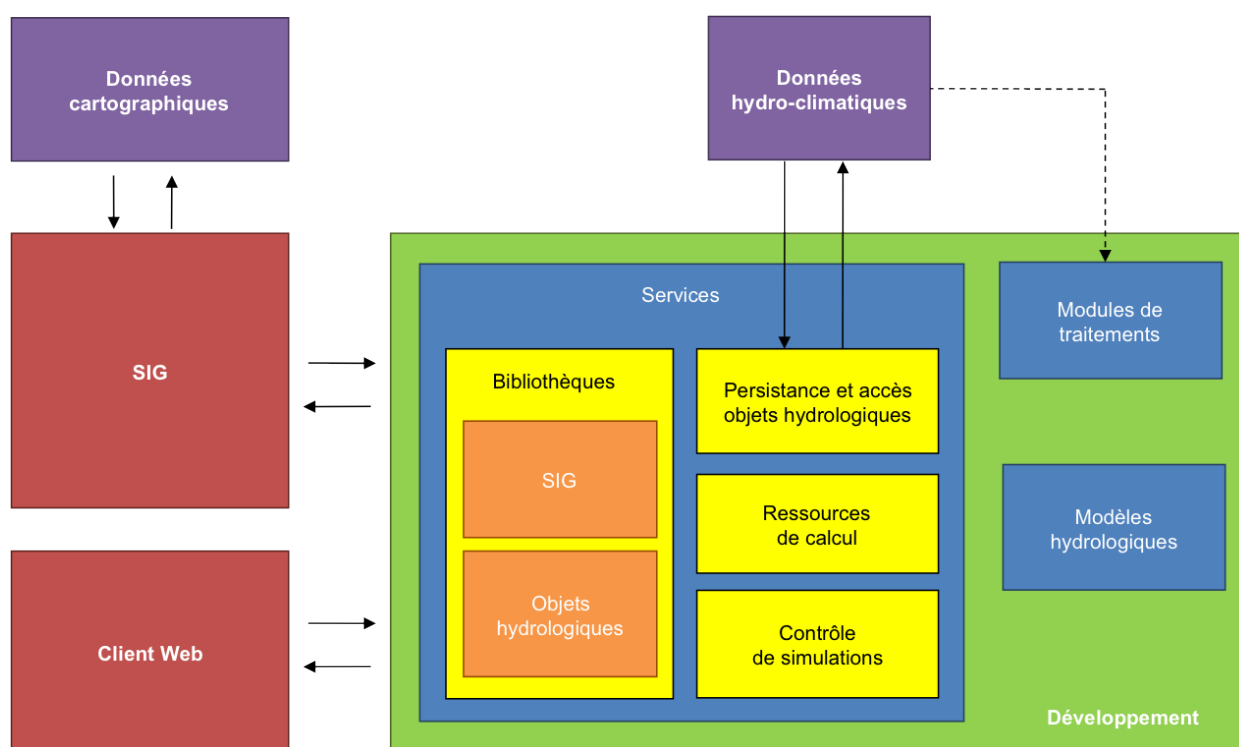 Données
cartographiques
Données
hydro-climatiques
SIG
Services
Modules de
traitements
Bibliothèques
Persistance et accès
objets hydrologiques
SIG
Ressources
de calcul
Modèles
hydrologiques
Objets
hydrologiques
Client Web
Contrôle
de simulations
Développement